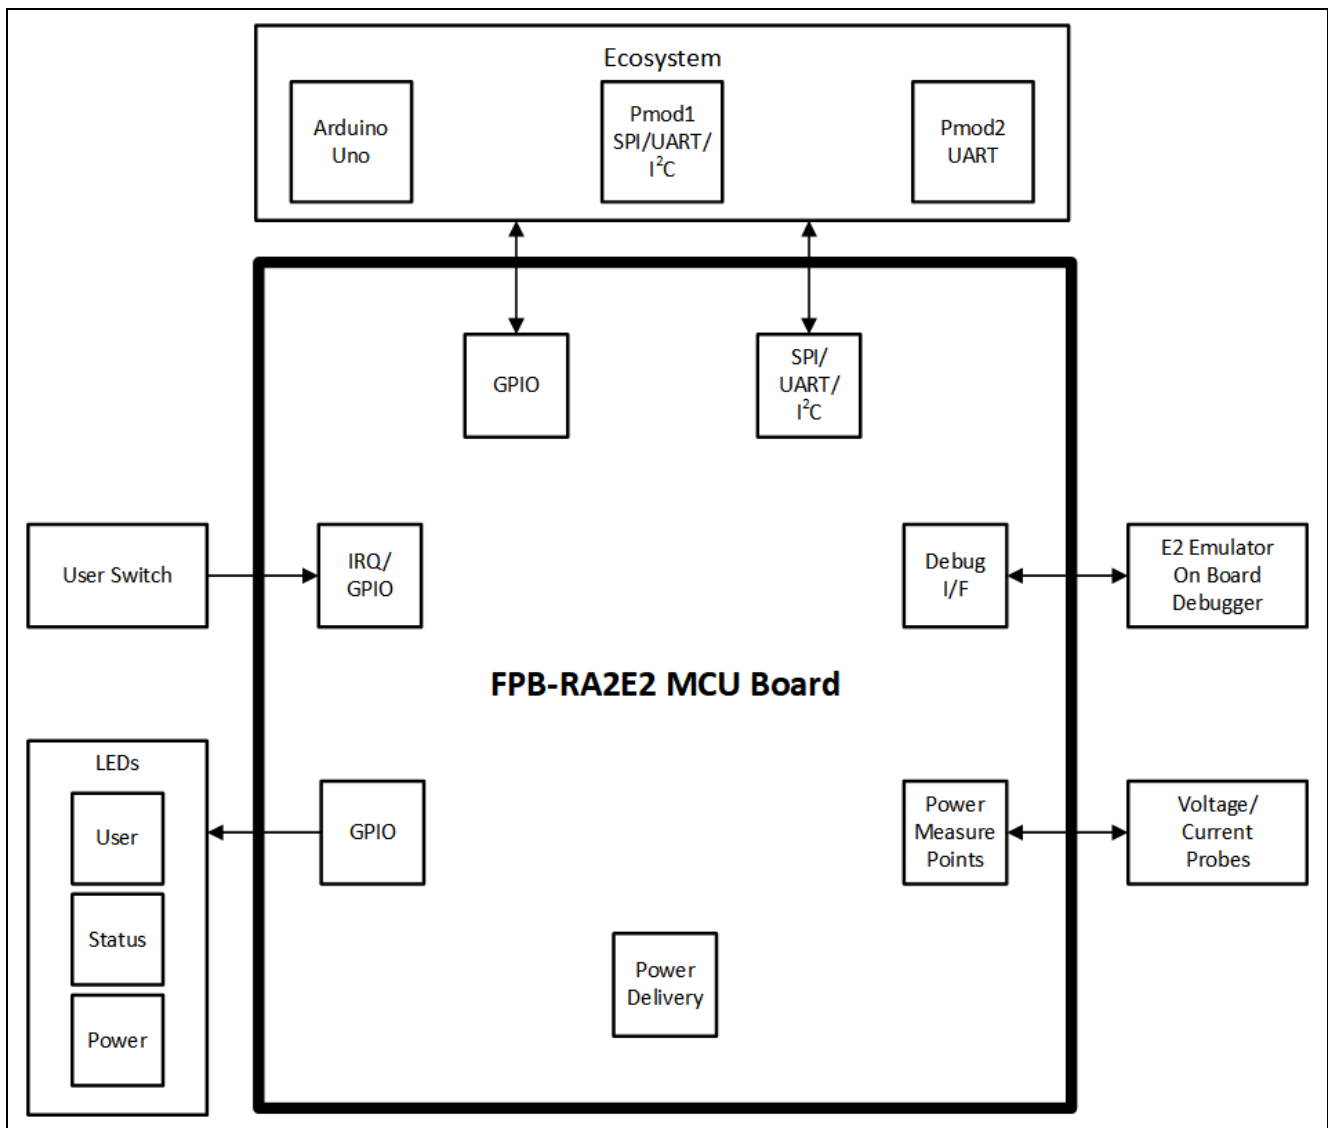 Ecosystem
Arduino
Uno
Pmod1
SPI/UART/
I²C
Pmod2
UART
GPIO
SPI/
UART/
I²C
User Switch
IRQ/
GPIO
Debug
I/F
E2 Emulator
On Board
Debugger
FPB-RA2E2 MCU Board
LEDs
User
Status
Power
GPIO
Power
Measure
Points
Voltage/
Current
Probes
Power
Delivery